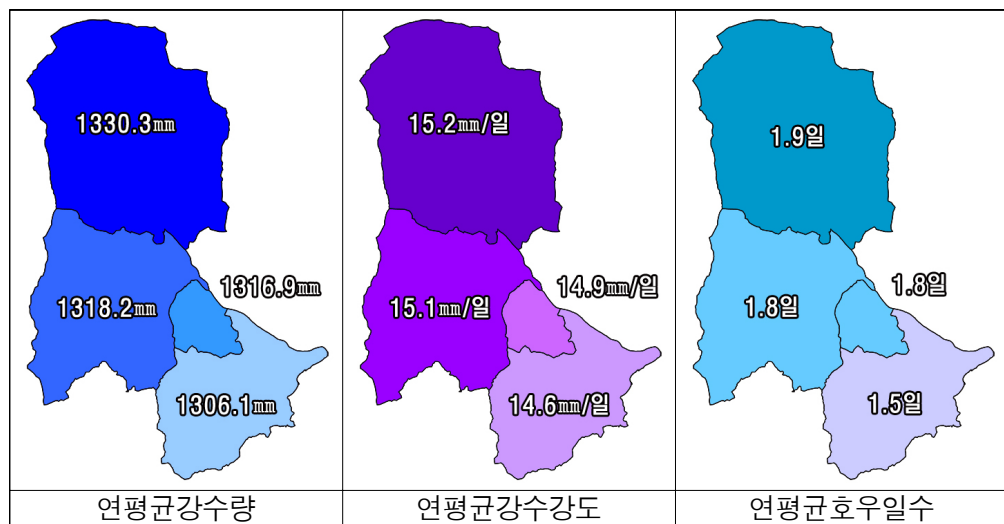 1330.3㎜
1318.2㎜
1316.9㎜
1306.1㎜
연평균강수량
15.2㎜/일
15.1㎜/일
14.9㎜/일
14.6㎜/일
연평균강수강도
1.9일
1.8일
1.8일
1.5일
연평균호우일수